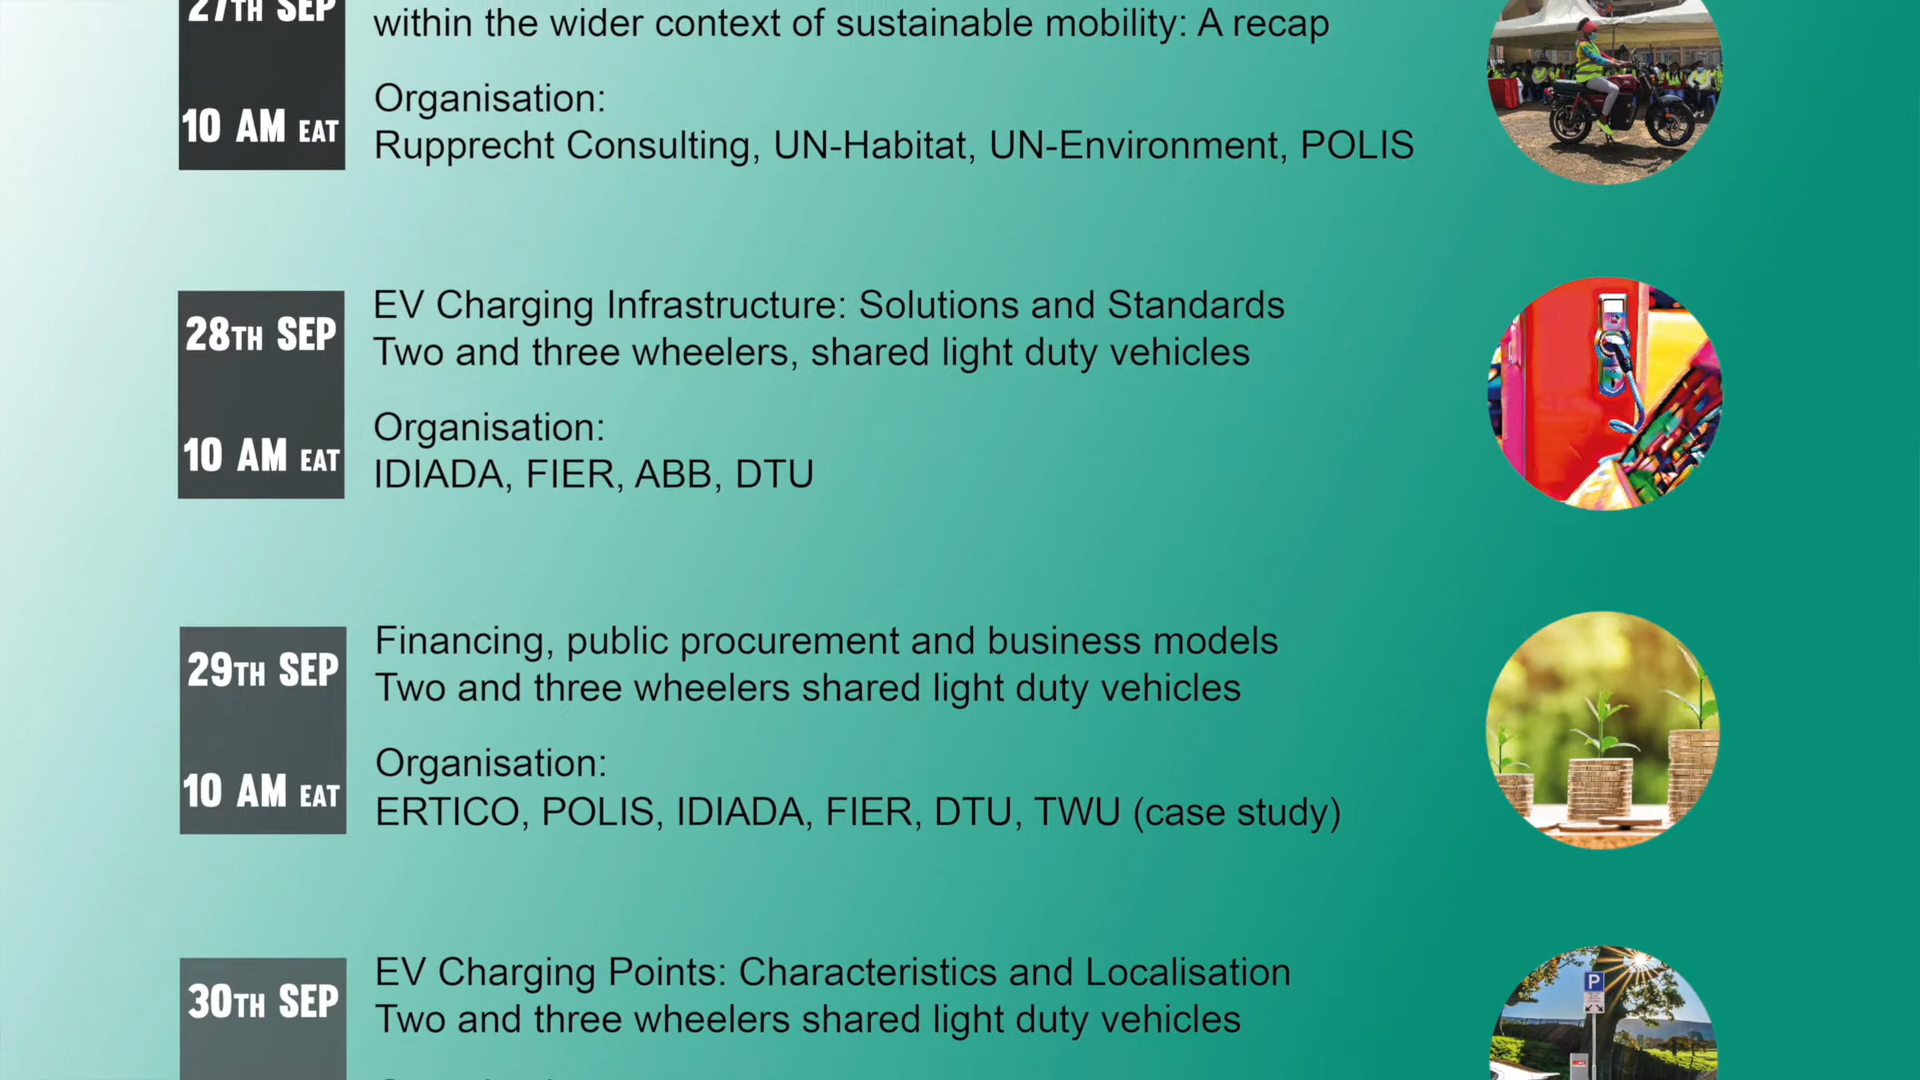 27TH SEP
within the wider context of sustainable mobility: A recap
10 AM EAT
Organisation:
Rupprecht Consulting, UN-Habitat, UN-Environment, POLIS
28TH SEP
EV Charging Infrastructure: Solutions and Standards
Two and three wheelers, shared light duty vehicles
10 AM EAT
Organisation:
IDIADA, FIER, ABB, DTU
29TH SEP
Financing, public procurement and business models
Two and three wheelers shared light duty vehicles
10 AM EAT
Organisation:
ERTICO, POLIS, IDIADA, FIER, DTU, TWU (case study)
30TH SEP
EV Charging Points: Characteristics and Localisation
Two and three wheelers shared light duty vehicles
P